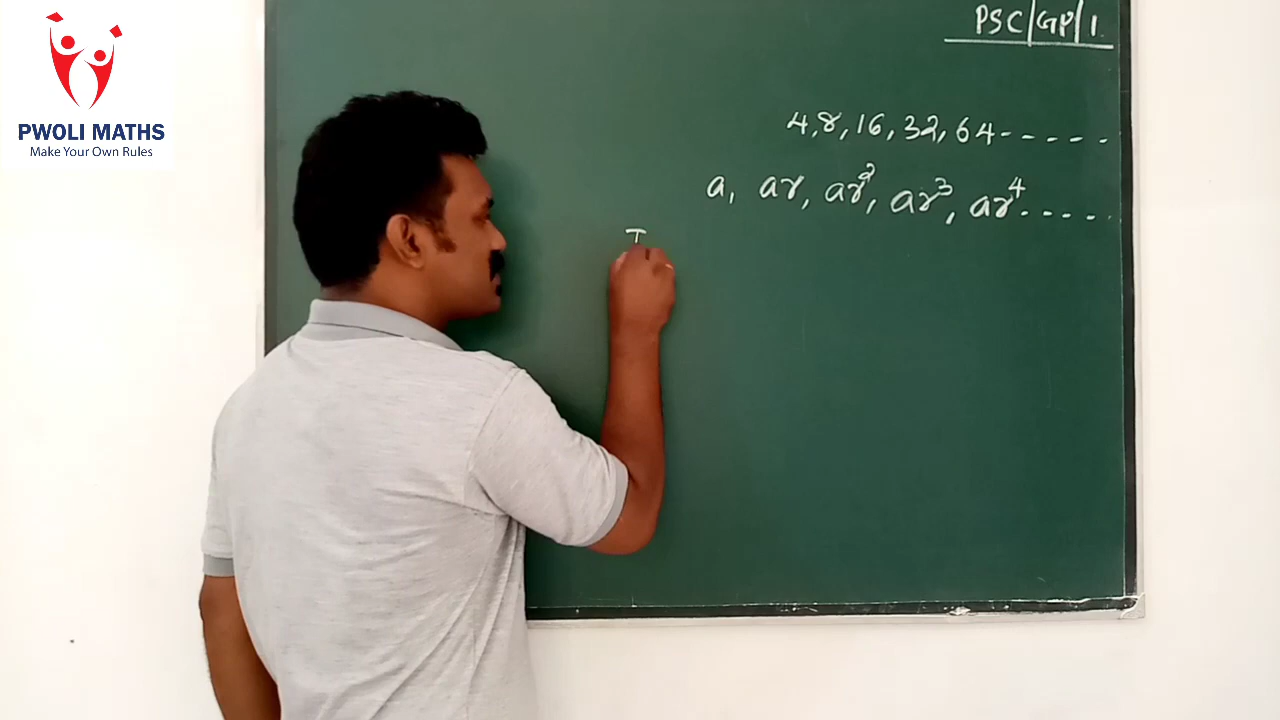 PWOLI MATHS
Make Your Own Rules
PSC/GP/1.
4,8,16,32,64-----
a, ar, ar², ar³, ar⁴.....
T